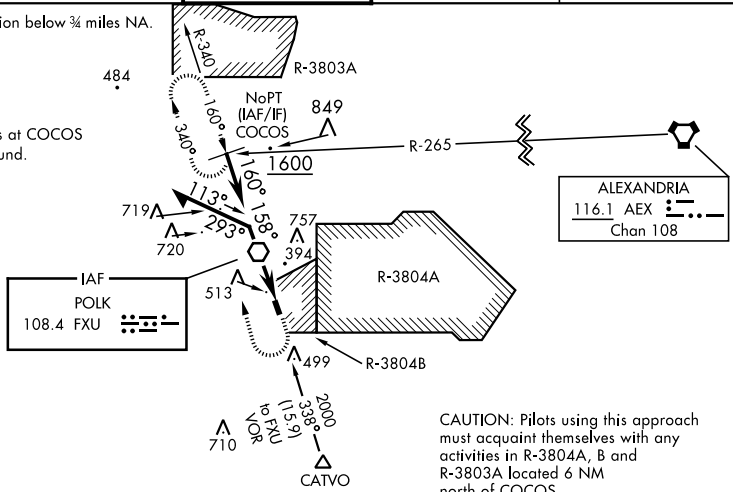 ion below ¾ miles NA.
R-340
R-3803A
484
NoPT
(IAF/IF)
COCOS
849
160°
340°
s at COCOS
und.
1600
R-265
160°
ALEXANDRIA
116.1 AEX
Chan 108
113°
293°
158°
719
720
757
394
R-3804A
IAF
POLK
108.4 FXU
513
499
R-3804B
2000
338°
(15.9)
to FXU
VOR
710
CATVO
CAUTION: Pilots using this approach
must acquaint themselves with any
activities in R-3804A, B and
R-3803A located 6 NM
north of COCOS